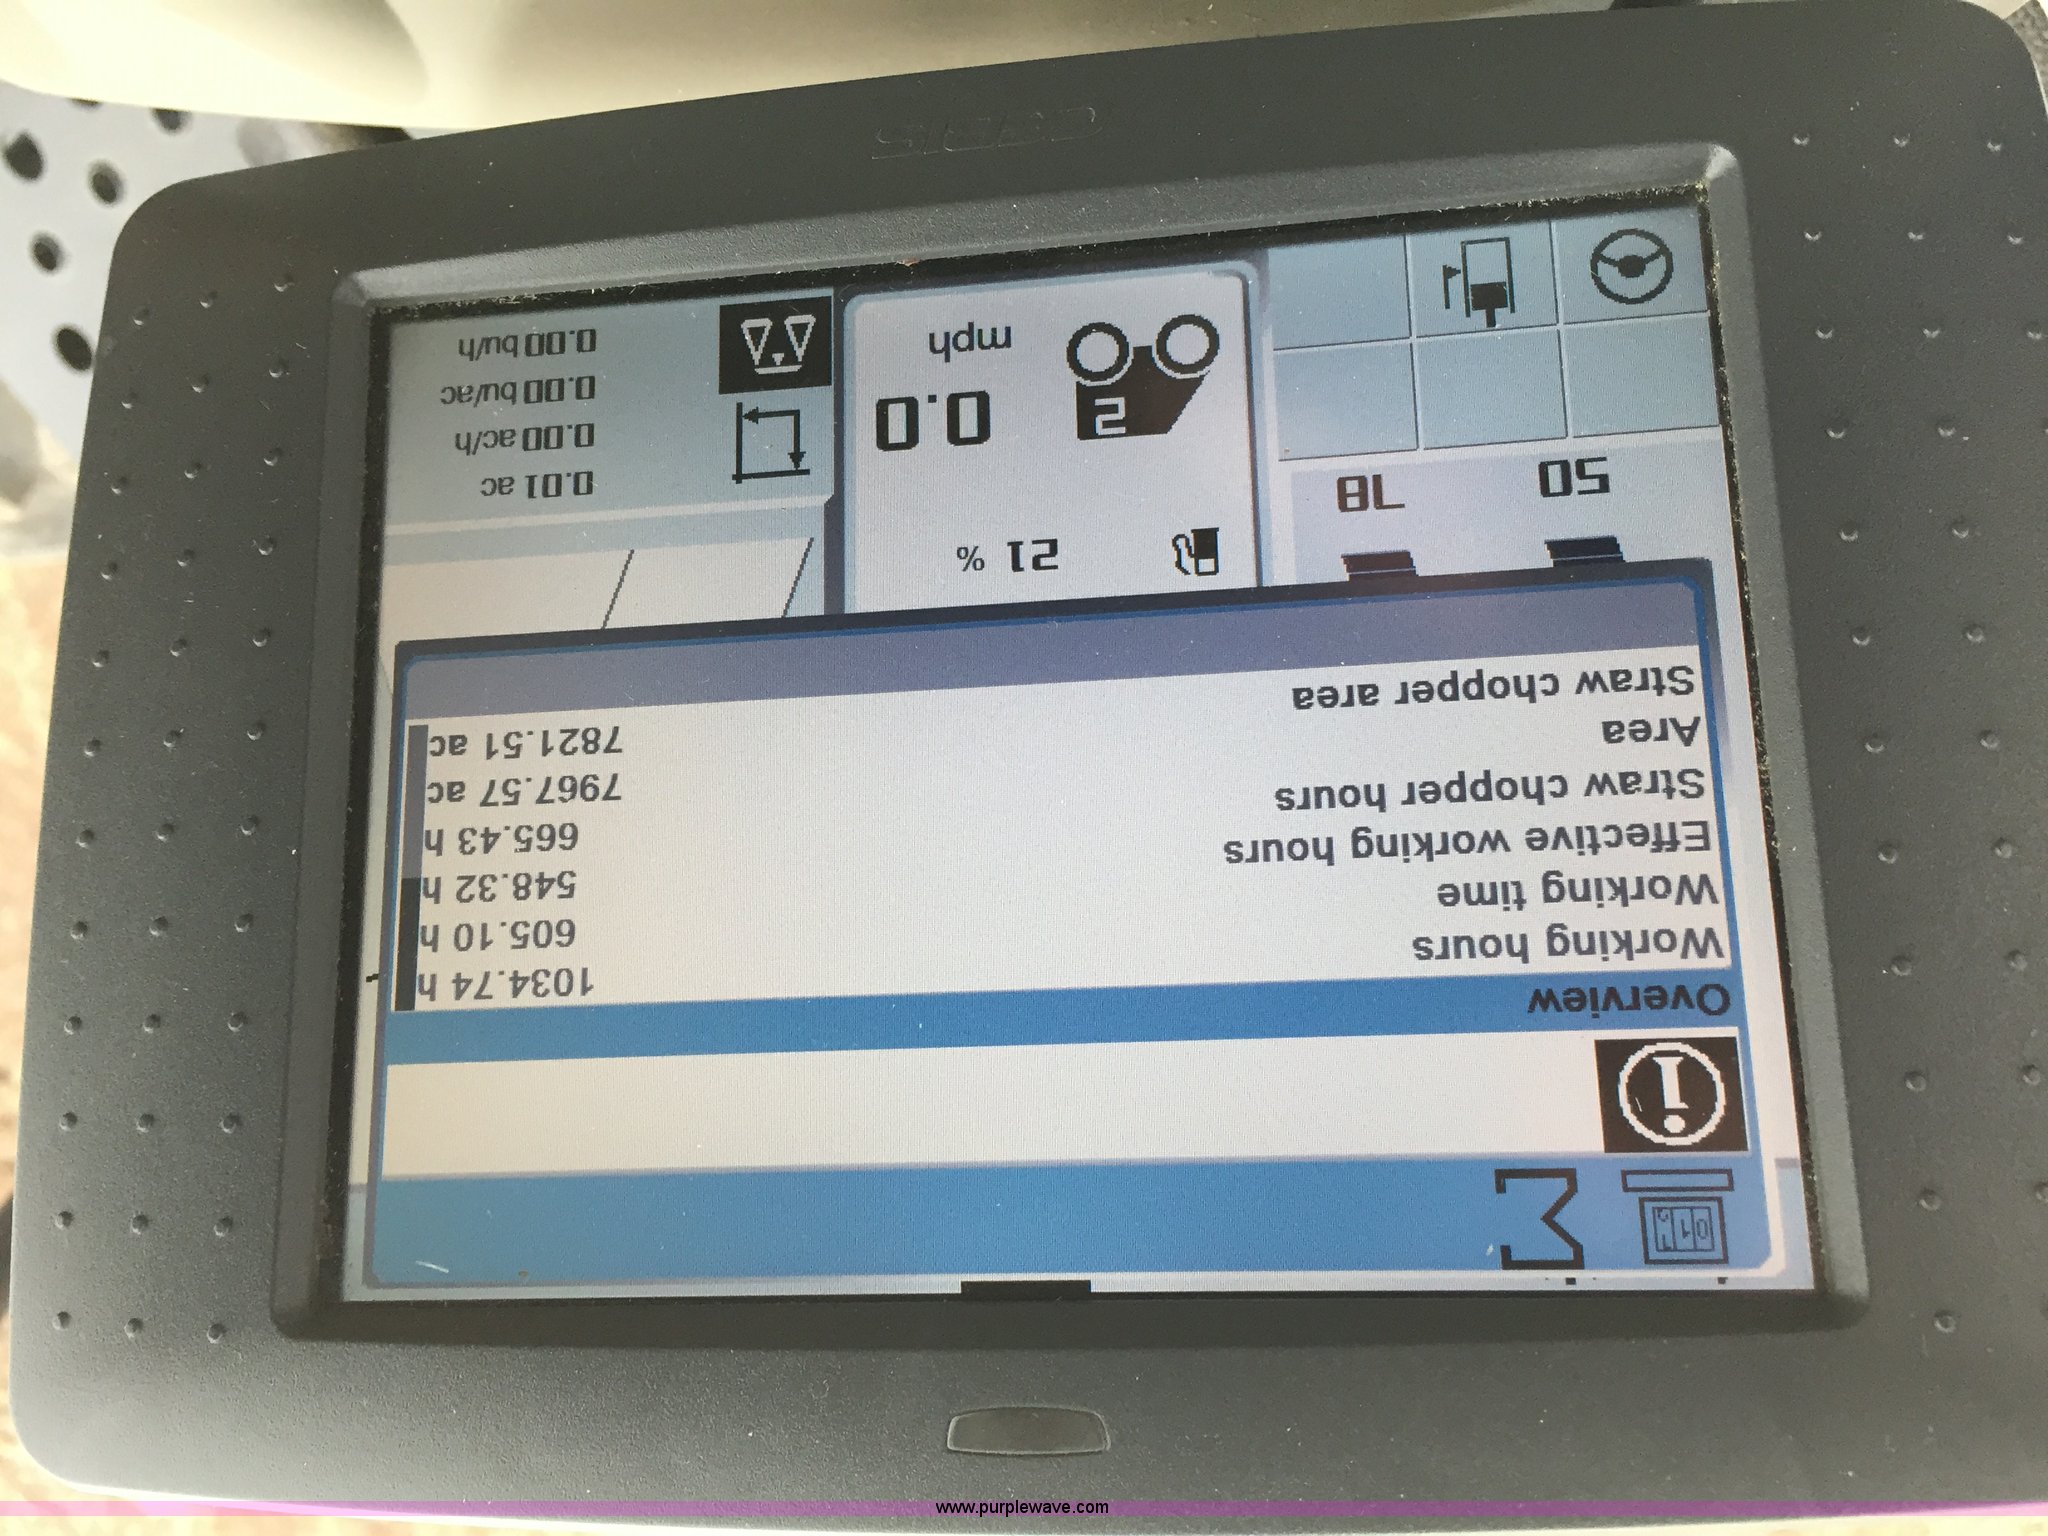 Overview
Working hours 1034.74 h
Working time 605.10 h
Effective working hours 548.32 h
Straw chopper hours 665.43 h
Area 7967.57 ac
Straw chopper area 7821.51 ac
50 78
21 %
2 0.0
mph
0.01 ac
0.00 ac/h
0.00 bu/ac
0.00 bu/h
CEBIS
www.purplewave.com